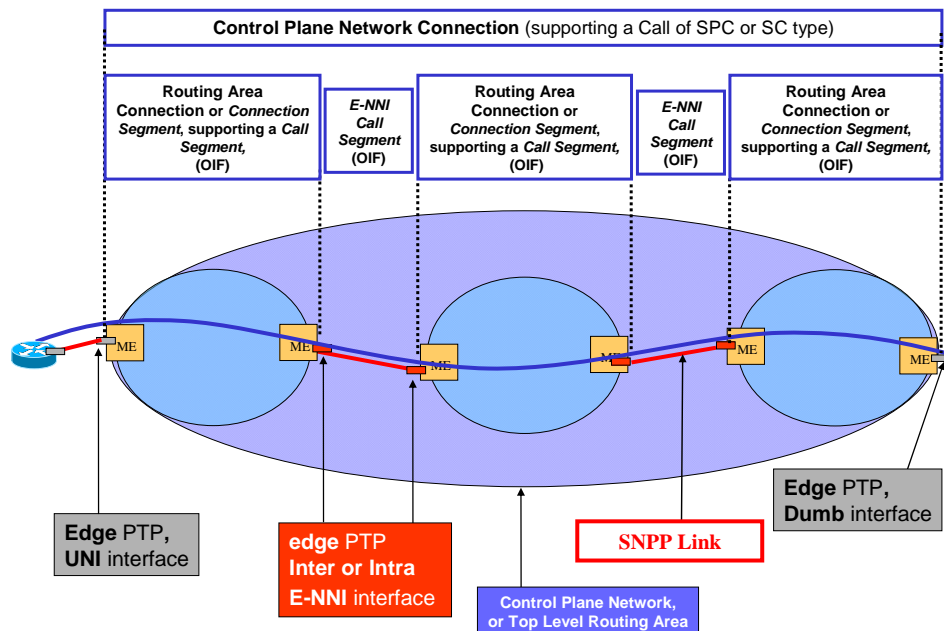 Control Plane Network Connection (supporting a Call of SPC or SC type)
Routing Area
Connection or Connection
Segment, supporting a Call
Segment,
(OIF)
E-NNI
Call
Segment
(OIF)
Routing Area
Connection or
Connection Segment,
supporting a Call Segment,
(OIF)
E-NNI
Call
Segment
(OIF)
Routing Area
Connection or
Connection Segment,
supporting a Call Segment,
(OIF)
ME
ME
ME
ME
ME
ME
Edge PTP,
UNI interface
edge PTP
Inter or Intra
E-NNI interface
SNPP Link
Edge PTP,
Dumb interface
Control Plane Network,
or Top Level Routing Area